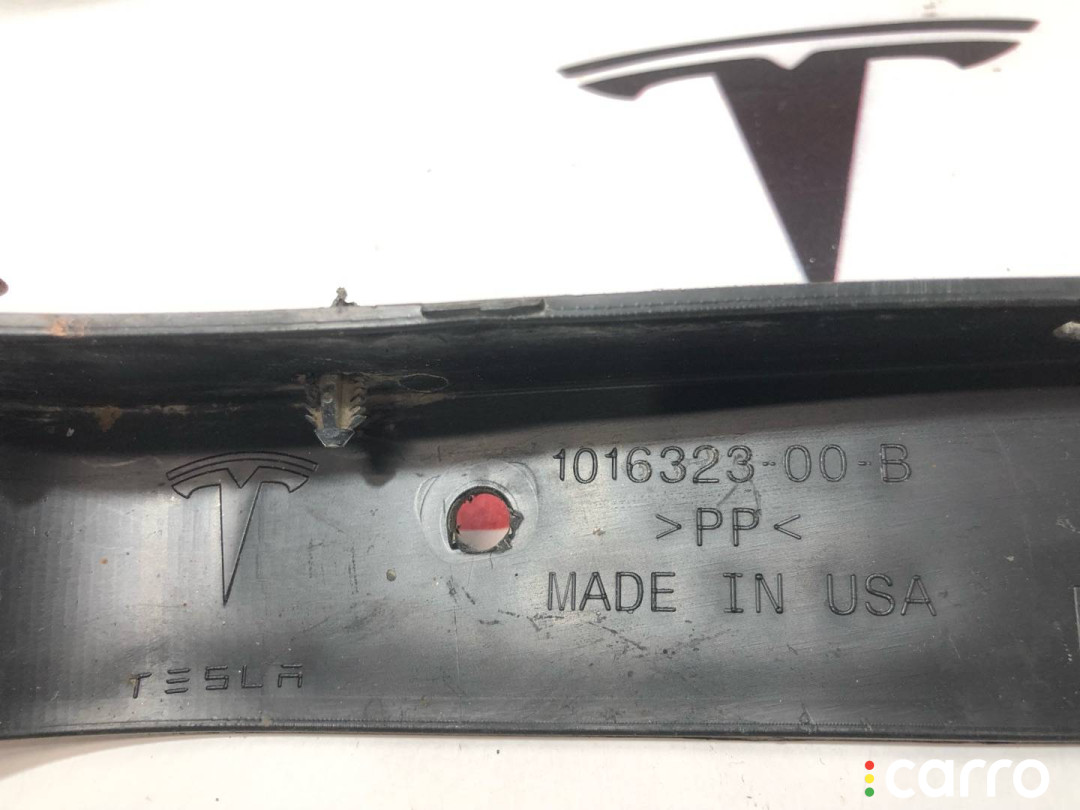 1016323-00-B
>PP<
MADE IN USA
TESLA
carro